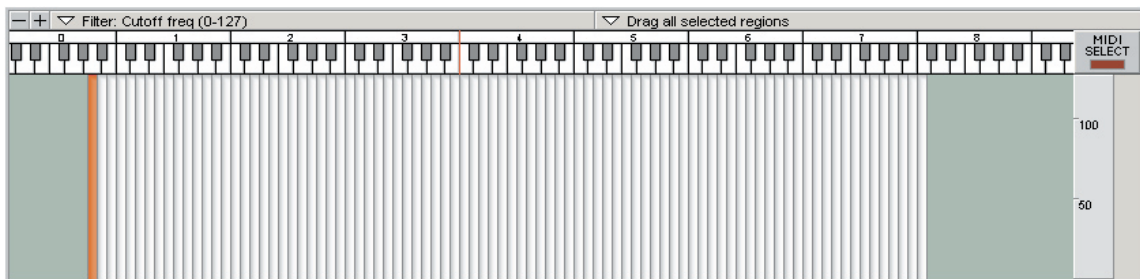 − + ▽ Filter: Cutoff freq (0-127) ▽ Drag all selected regions
0 1 2 3 4 5 6 7 8
MIDI
SELECT
100
50